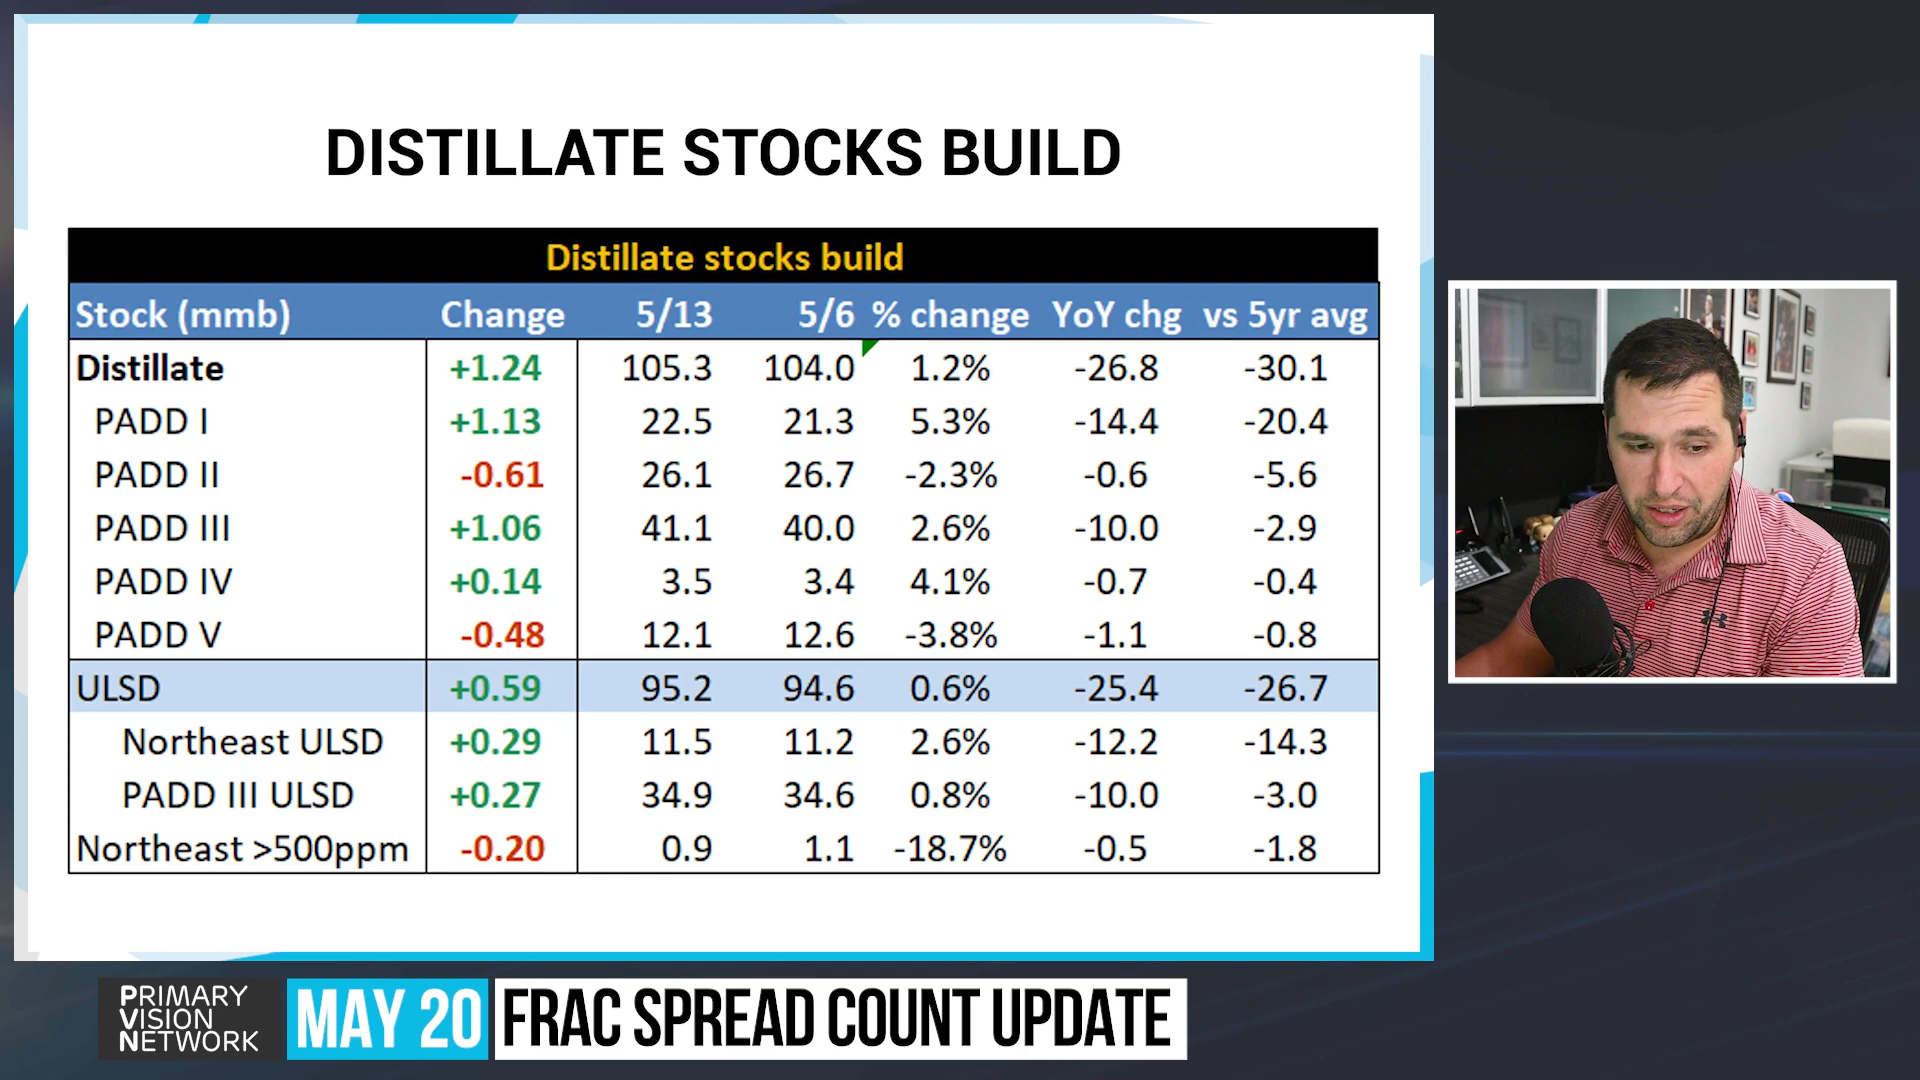 DISTILLATE STOCKS BUILD
Distillate stocks build
Stock (mmb) Change 5/13 5/6 % change YoY chg vs 5yr avg
Distillate +1.24 105.3 104.0 1.2% -26.8 -30.1
PADD I +1.13 22.5 21.3 5.3% -14.4 -20.4
PADD II -0.61 26.1 26.7 -2.3% -0.6 -5.6
PADD III +1.06 41.1 40.0 2.6% -10.0 -2.9
PADD IV +0.14 3.5 3.4 4.1% -0.7 -0.4
PADD V -0.48 12.1 12.6 -3.8% -1.1 -0.8
ULSD +0.59 95.2 94.6 0.6% -25.4 -26.7
Northeast ULSD +0.29 11.5 11.2 2.6% -12.2 -14.3
PADD III ULSD +0.27 34.9 34.6 0.8% -10.0 -3.0
Northeast >500ppm -0.20 0.9 1.1 -18.7% -0.5 -1.8
PRIMARY
VISION
NETWORK
MAY 20
FRAC SPREAD COUNT UPDATE